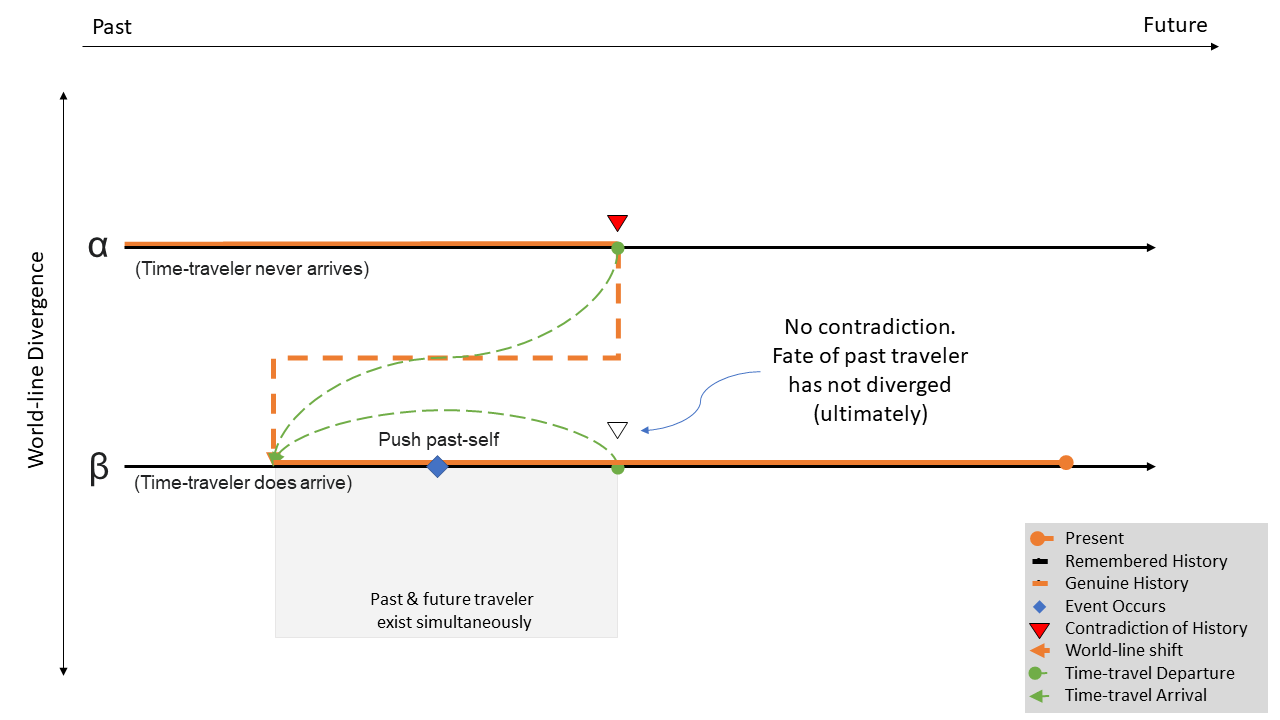 Past
Future
World-line Divergence
α
(Time-traveler never arrives)
No contradiction.
Fate of past traveler
has not diverged
(ultimately)
Push past-self
β
(Time-traveler does arrive)
Past & future traveler
exist simultaneously
Present
Remembered History
Genuine History
Event Occurs
Contradiction of History
World-line shift
Time-travel Departure
Time-travel Arrival